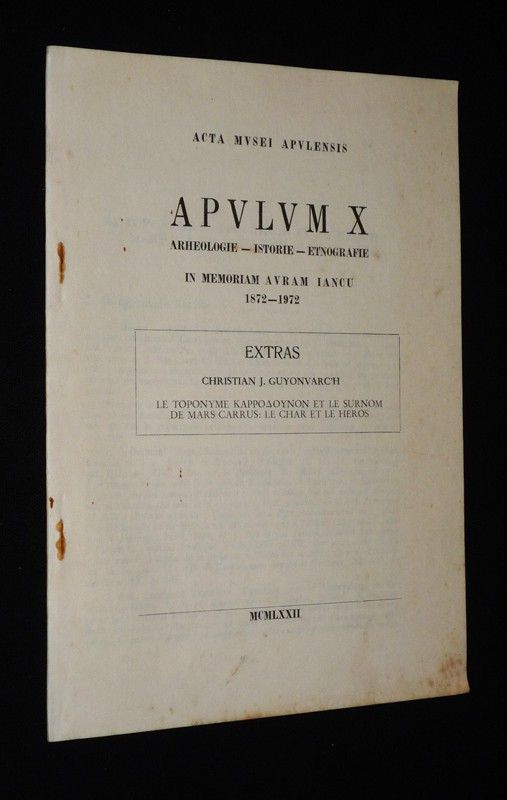 ACTA MVSEI APVLENSIS
APVLVM X
ARHEOLOGIE — ISTORIE — ETNOGRAFIE
IN MEMORIAM AVRAM IANCU
1872—1972
EXTRAS
CHRISTIAN J. GUYONVARC'H
LE TOPONYME ΚΑΡΡΟΔΟΥΝΟΝ ET LE SURNOM
DE MARS CARRUS: LE CHAR ET LE HEROS
MCMLXXII